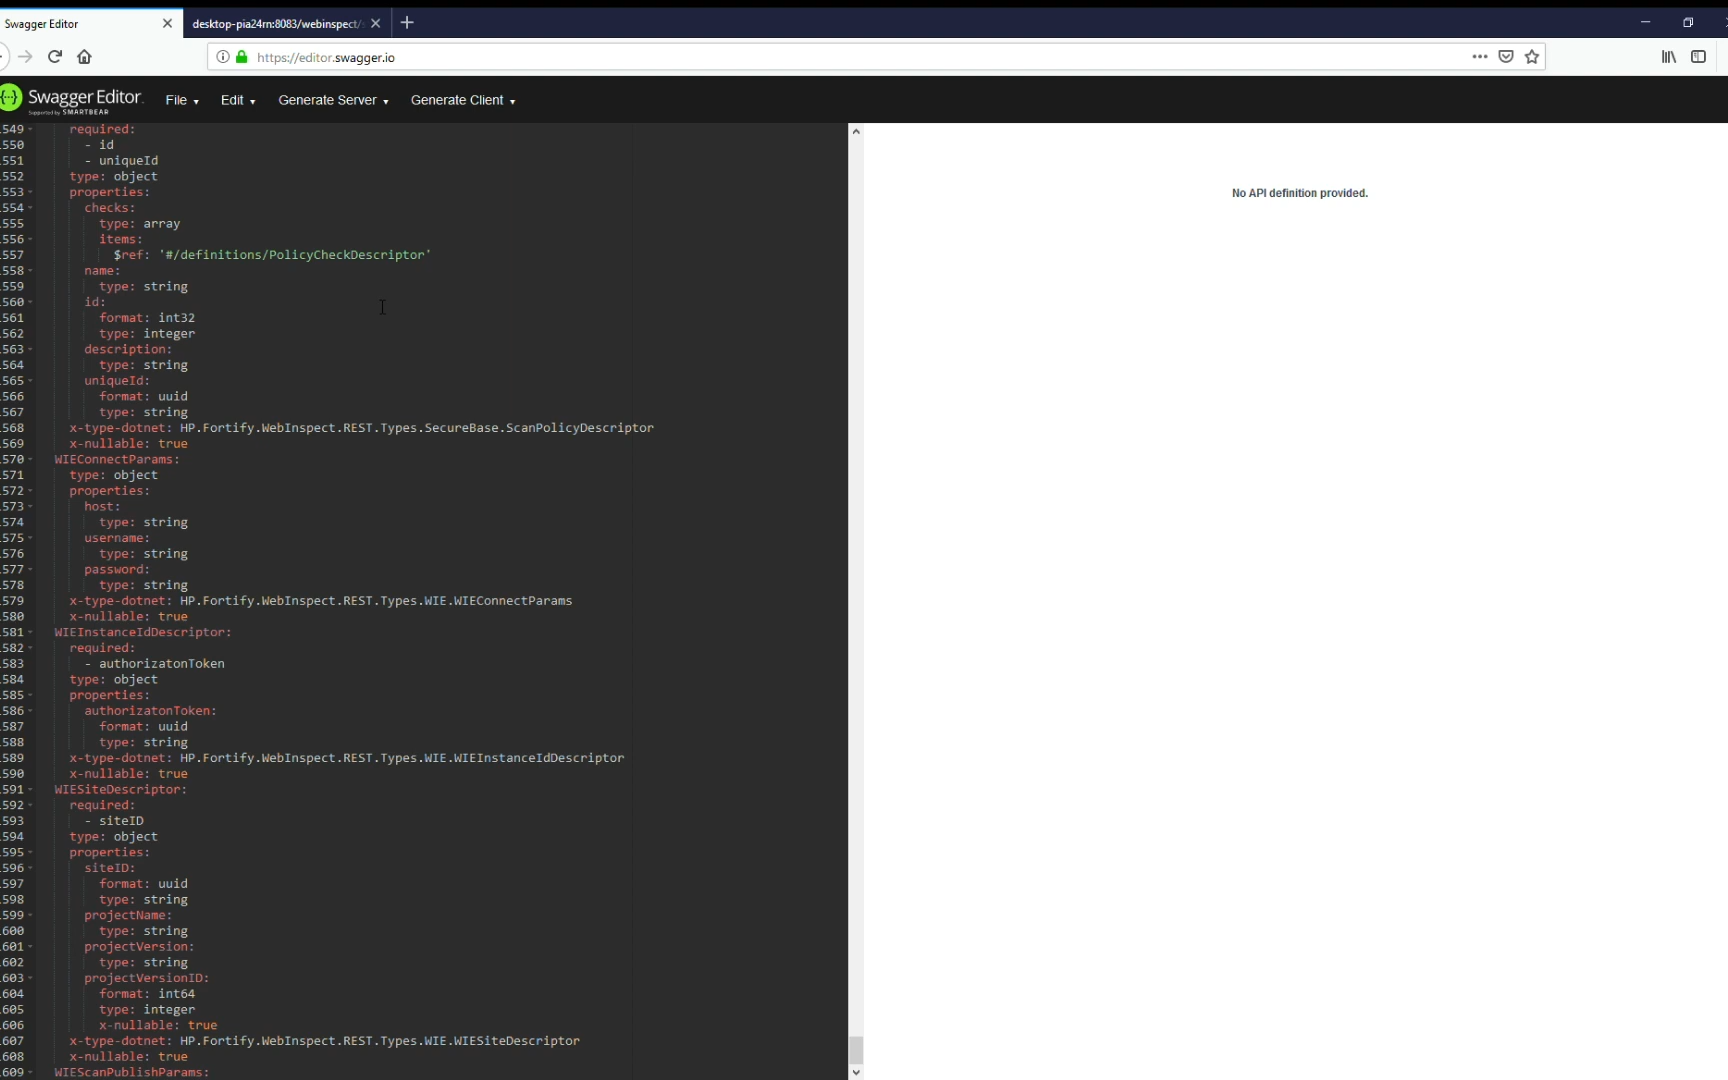 Swagger Editor
desktop-pia24rn:8083/webinspect/
https://editor.swagger.io
Swagger Editor
Supported by SMARTBEAR
File
Edit
Generate Server
Generate Client
549 required:
550 - id
551 - uniqueId
552 type: object
553 properties:
554 checks:
555 type: array
556 items:
557 $ref: '#/definitions/PolicyCheckDescriptor'
558 name:
559 type: string
560 id:
561 format: int32
562 type: integer
563 description:
564 type: string
565 uniqueId:
566 format: uuid
567 type: string
568 x-type-dotnet: HP.Fortify.WebInspect.REST.Types.SecureBase.ScanPolicyDescriptor
569 x-nullable: true
570 WIEConnectParams:
571 type: object
572 properties:
573 host:
574 type: string
575 username:
576 type: string
577 password:
578 type: string
579 x-type-dotnet: HP.Fortify.WebInspect.REST.Types.WIE.WIEConnectParams
580 x-nullable: true
581 WIEInstanceIdDescriptor:
582 required:
583 - authorizatonToken
584 type: object
585 properties:
586 authorizatonToken:
587 format: uuid
588 type: string
589 x-type-dotnet: HP.Fortify.WebInspect.REST.Types.WIE.WIEInstanceIdDescriptor
590 x-nullable: true
591 WIESiteDescriptor:
592 required:
593 - siteID
594 type: object
595 properties:
596 siteID:
597 format: uuid
598 type: string
599 projectName:
600 type: string
601 projectVersion:
602 type: string
603 projectVersionID:
604 format: int64
605 type: integer
606 x-nullable: true
607 x-type-dotnet: HP.Fortify.WebInspect.REST.Types.WIE.WIESiteDescriptor
608 x-nullable: true
609 WIEScanPublishParams:
No API definition provided.